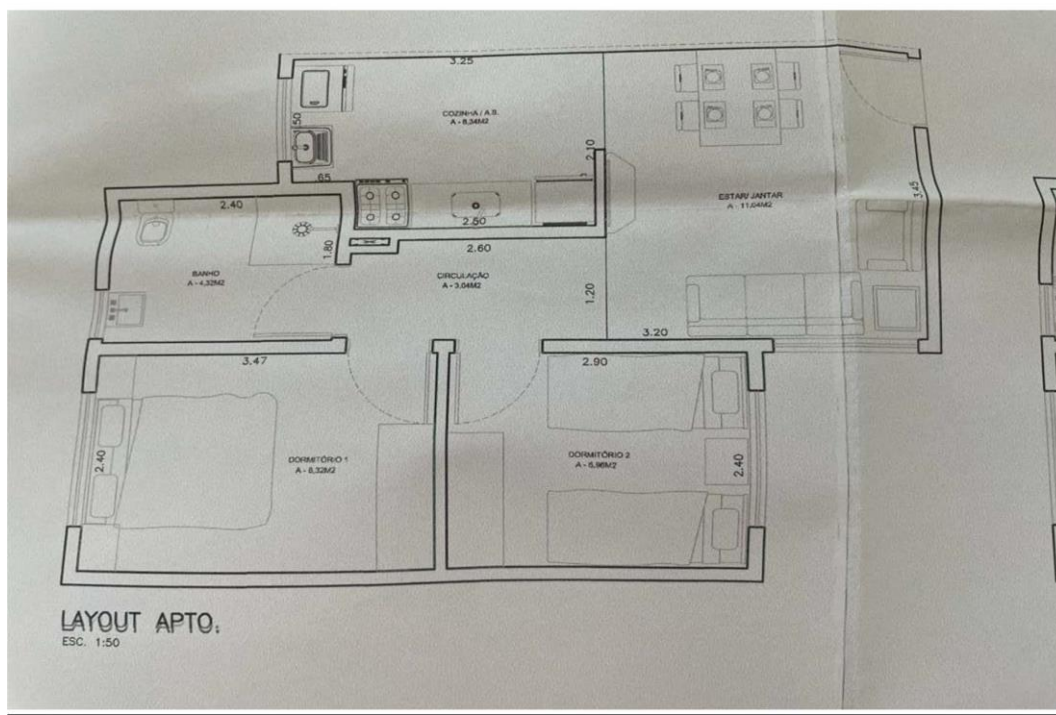 3.25
COZINHA / A.S.
A - 8,34M2
1.50
.65
2.10
2.50
ESTAR/ JANTAR
A - 11,04M2
3.45
2.40
1.80
BANHO
A - 4,32M2
2.60
CIRCULAÇÃO
A - 3,04M2
1.20
3.20
3.47
2.90
DORMITÓRIO 1
A - 8,32M2
2.40
DORMITÓRIO 2
A - 6,96M2
2.40
LAYOUT APTO.
ESC. 1:50